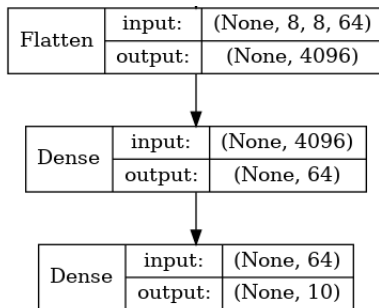 Flatten
input: (None, 8, 8, 64)
output: (None, 4096)
Dense
input: (None, 4096)
output: (None, 64)
Dense
input: (None, 64)
output: (None, 10)